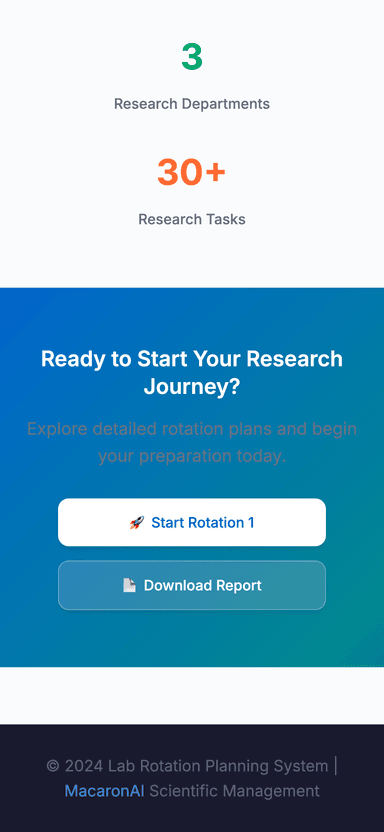 3
Research Departments
30+
Research Tasks
Ready to Start Your Research
Journey?
Explore detailed rotation plans and begin
your preparation today.
🚀 Start Rotation 1
Download Report
© 2024 Lab Rotation Planning System |
MacaronAI Scientific Management